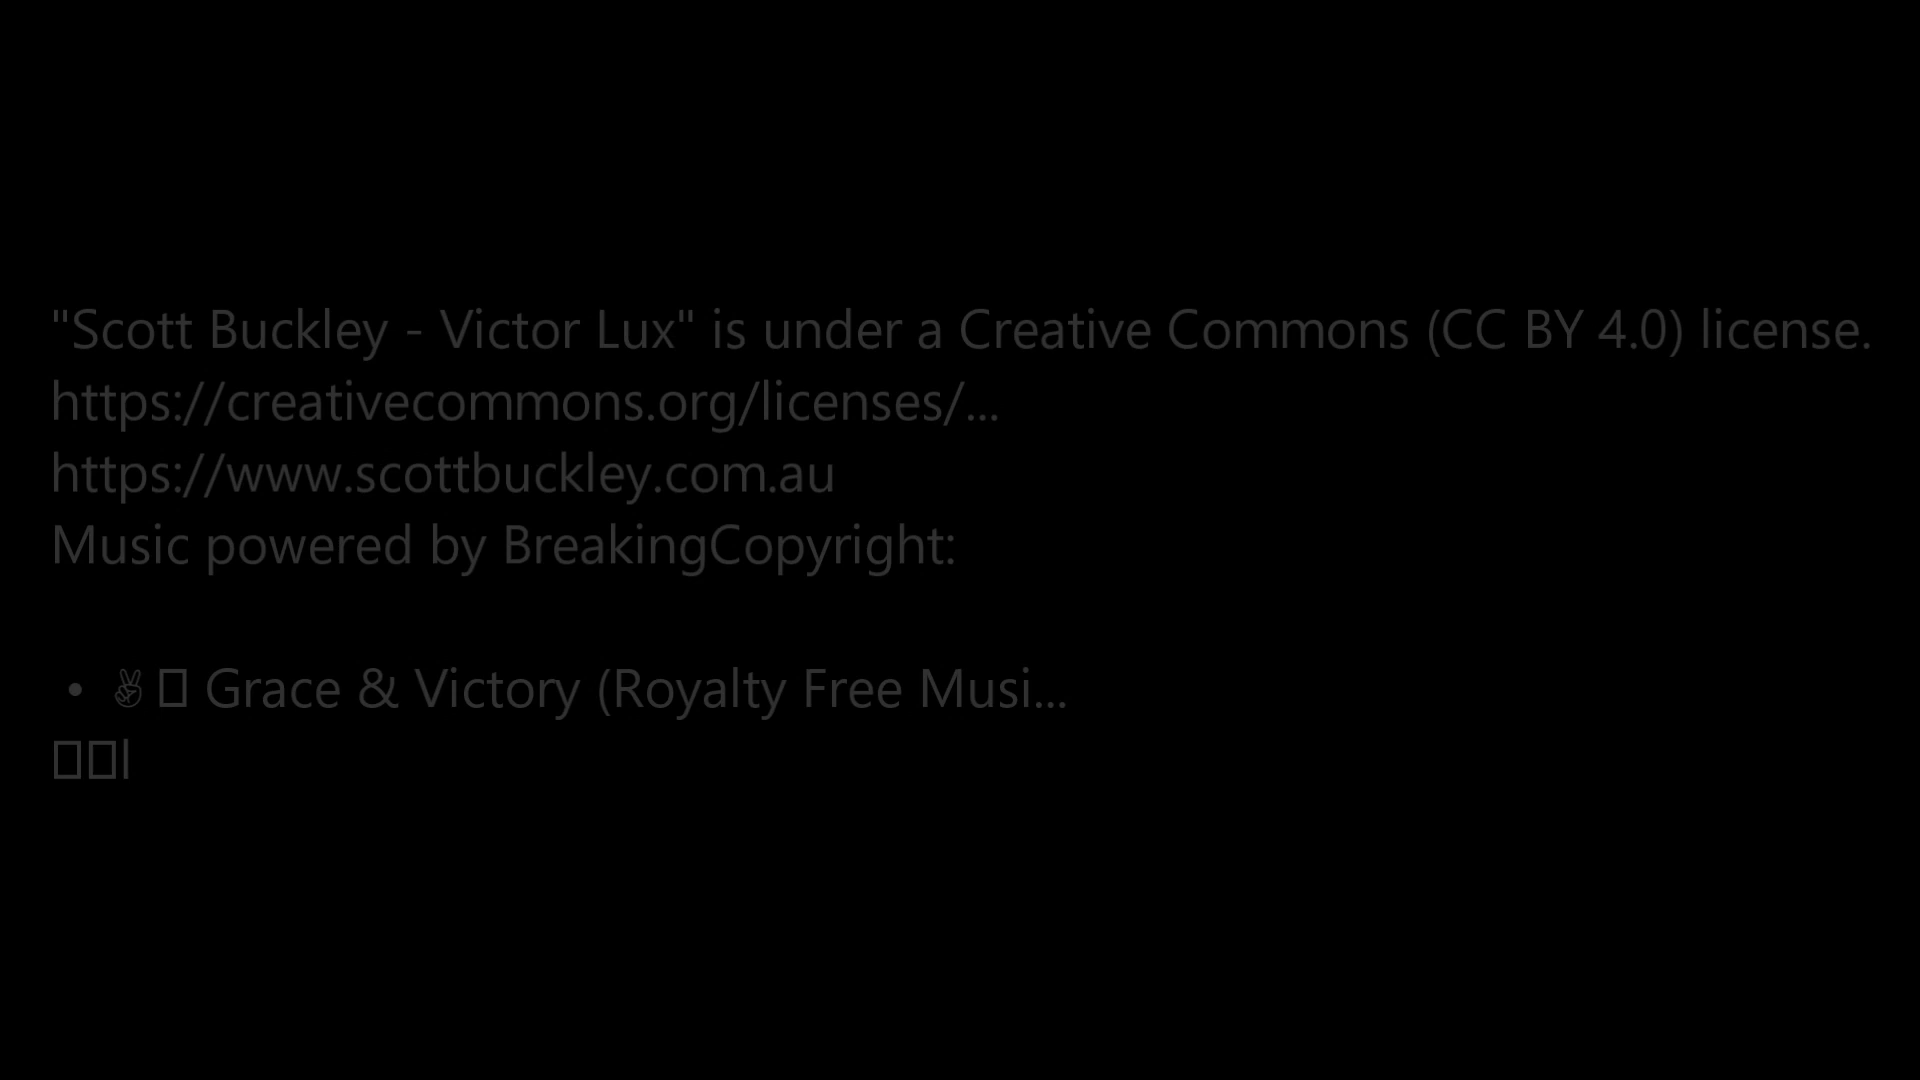 "Scott Buckley - Victor Lux" is under a Creative Commons (CC BY 4.0) license.
https://creativecommons.org/licenses/...
https://www.scottbuckley.com.au
Music powered by BreakingCopyright:
• ✌ □ Grace & Victory (Royalty Free Musi...
□□l